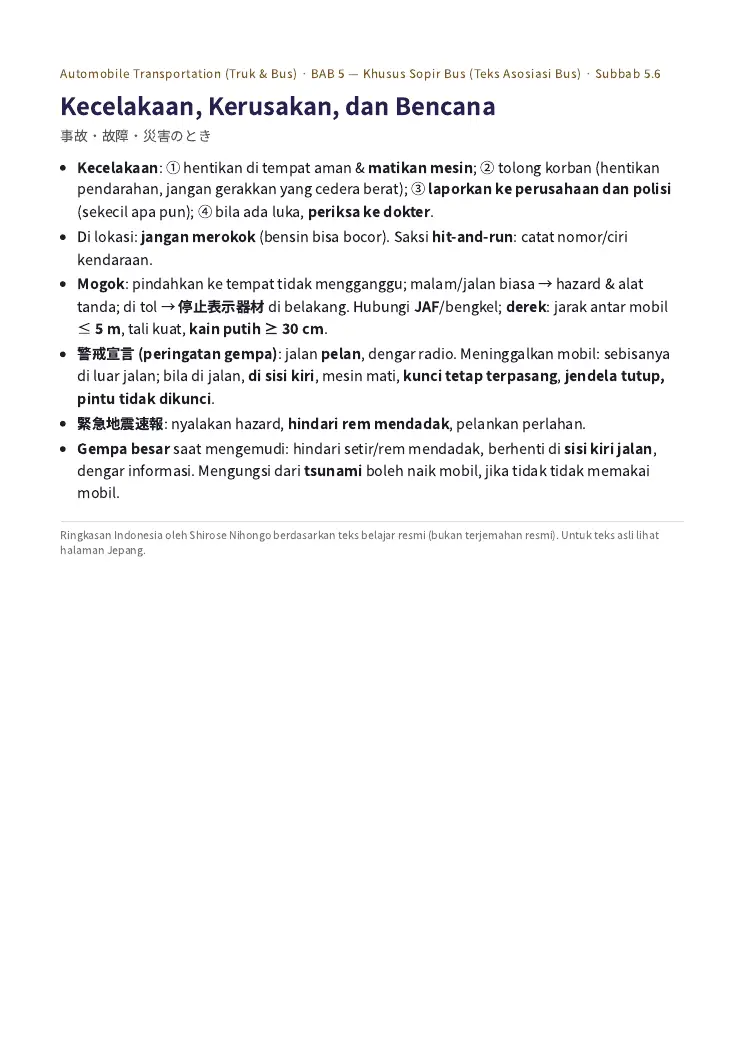 Automobile Transportation (Truk & Bus) · BAB 5 — Khusus Sopir Bus (Teks Asosiasi Bus) · Subbab 5.6
Kecelakaan, Kerusakan, dan Bencana
事故・故障・災害のとき
• Kecelakaan: ① hentikan di tempat aman & matikan mesin; ② tolong korban (hentikan
pendarahan, jangan gerakkan yang cedera berat); ③ laporkan ke perusahaan dan polisi
(sekecil apa pun); ④ bila ada luka, periksa ke dokter.
• Di lokasi: jangan merokok (bensin bisa bocor). Saksi hit-and-run: catat nomor/ciri
kendaraan.
• Mogok: pindahkan ke tempat tidak mengganggu; malam/jalan biasa → hazard & alat
tanda; di tol → 停止表示器材 di belakang. Hubungi JAF/bengkel; derek: jarak antar mobil
≤ 5 m, tali kuat, kain putih ≥ 30 cm.
• 警戒宣言 (peringatan gempa): jalan pelan, dengar radio. Meninggalkan mobil: sebisanya
di luar jalan; bila di jalan, di sisi kiri, mesin mati, kunci tetap terpasang, jendela tutup,
pintu tidak dikunci.
• 緊急地震速報: nyalakan hazard, hindari rem mendadak, pelankan perlahan.
• Gempa besar saat mengemudi: hindari setir/rem mendadak, berhenti di sisi kiri jalan,
dengar informasi. Mengungsi dari tsunami boleh naik mobil, jika tidak tidak memakai
mobil.
Ringkasan Indonesia oleh Shirose Nihongo berdasarkan teks belajar resmi (bukan terjemahan resmi). Untuk teks asli lihat
halaman Jepang.